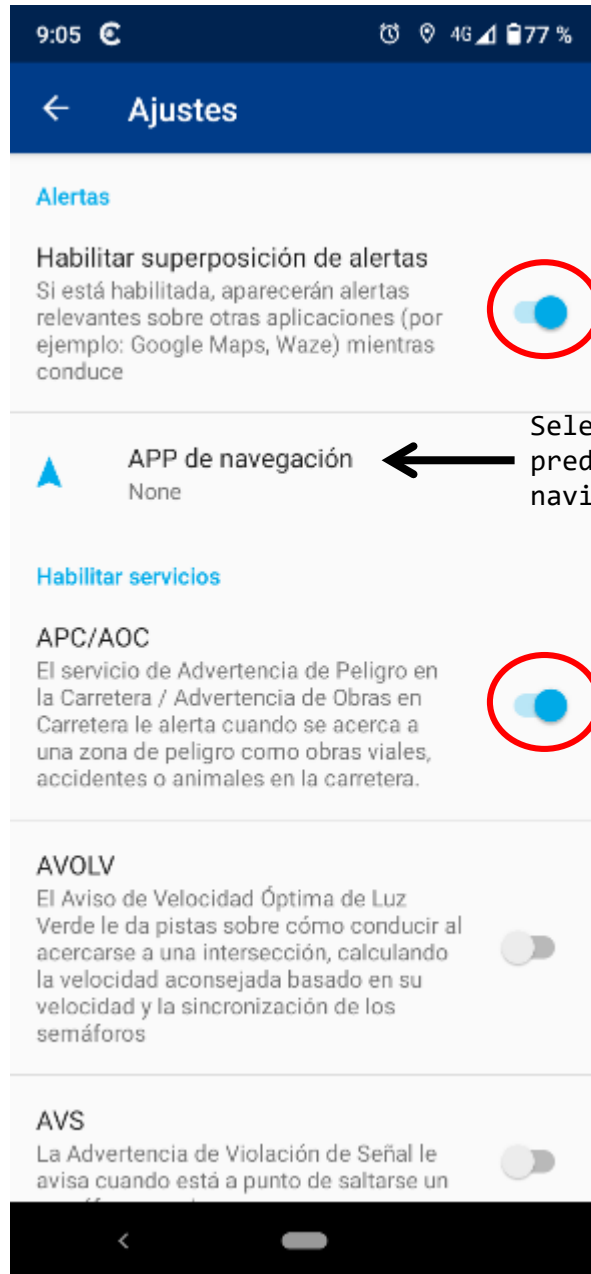 9:05 4G 77 %
Ajustes
Alertas
Habilitar superposición de alertas
Si está habilitada, aparecerán alertas
relevantes sobre otras aplicaciones (por
ejemplo: Google Maps, Waze) mientras
conduce
APP de navegación
None
Sele
pred
navi
Habilitar servicios
APC/AOC
El servicio de Advertencia de Peligro en
la Carretera / Advertencia de Obras en
Carretera le alerta cuando se acerca a
una zona de peligro como obras viales,
accidentes o animales en la carretera.
AVOLV
El Aviso de Velocidad Óptima de Luz
Verde le da pistas sobre cómo conducir al
acercarse a una intersección, calculando
la velocidad aconsejada basado en su
velocidad y la sincronización de los
semáforos
AVS
La Advertencia de Violación de Señal le
avisa cuando está a punto de saltarse un